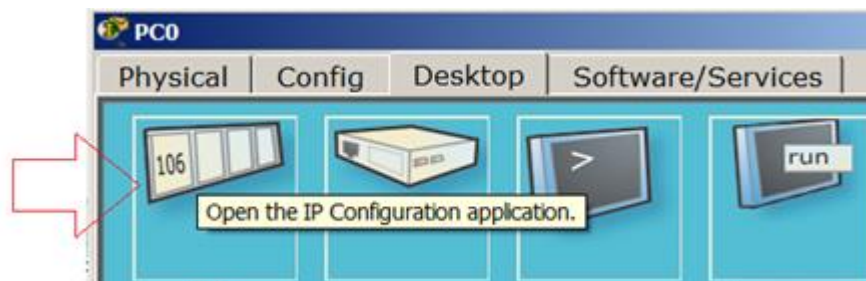 PC0
Physical Config Desktop Software/Services
106
>
run
Open the IP Configuration application.